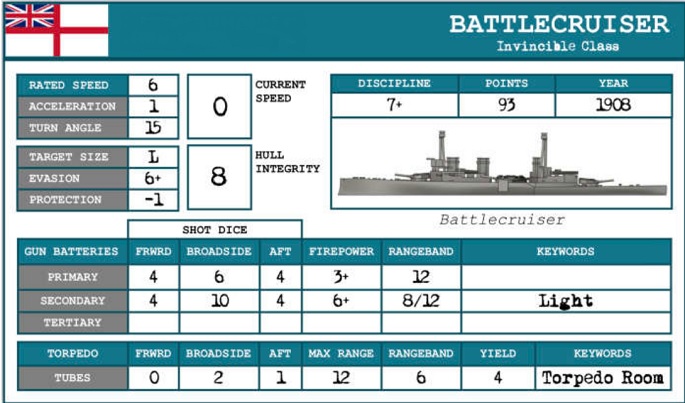 BATTLECRUISER
Invincible Class
RATED SPEED 6
ACCELERATION 1
TURN ANGLE 15
0 CURRENT SPEED
DISCIPLINE POINTS YEAR
7+ 93 1908
TARGET SIZE L
EVASION 6+
PROTECTION -1
8 HULL INTEGRITY
Battlecruiser
SHOT DICE
GUN BATTERIES FRWRD BROADSIDE AFT FIREPOWER RANGEBAND KEYWORDS
PRIMARY 4 6 4 3+ 12
SECONDARY 4 10 4 6+ 8/12 Light
TERTIARY
TORPEDO FRWRD BROADSIDE AFT MAX RANGE RANGEBAND YIELD KEYWORDS
TUBES 0 2 1 12 6 4 Torpedo Room